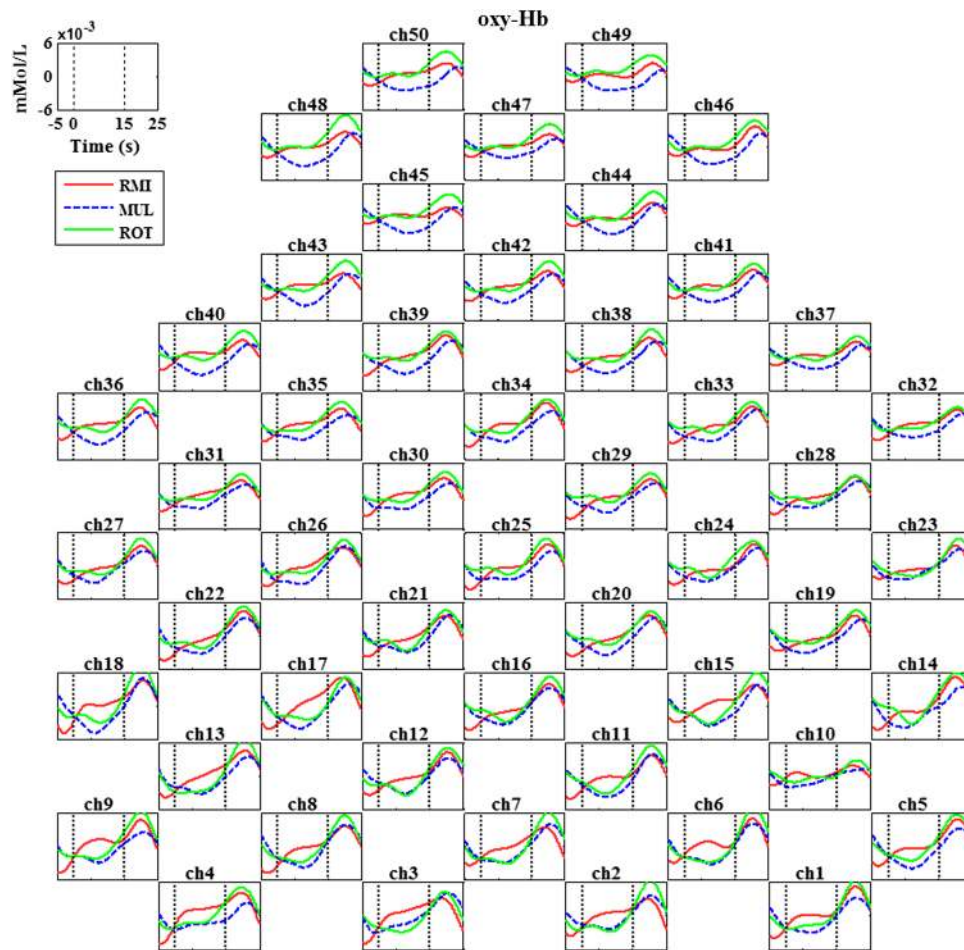 oxy-Hb
×10⁻³
6
0
-6
mMol/L
-5 0 15 25
Time (s)
RMI
MUL
ROT
ch50 ch49
ch48 ch47 ch46
ch45 ch44
ch43 ch42 ch41
ch40 ch39 ch38 ch37
ch36 ch35 ch34 ch33 ch32
ch31 ch30 ch29 ch28
ch27 ch26 ch25 ch24 ch23
ch22 ch21 ch20 ch19
ch18 ch17 ch16 ch15 ch14
ch13 ch12 ch11 ch10
ch9 ch8 ch7 ch6 ch5
ch4 ch3 ch2 ch1